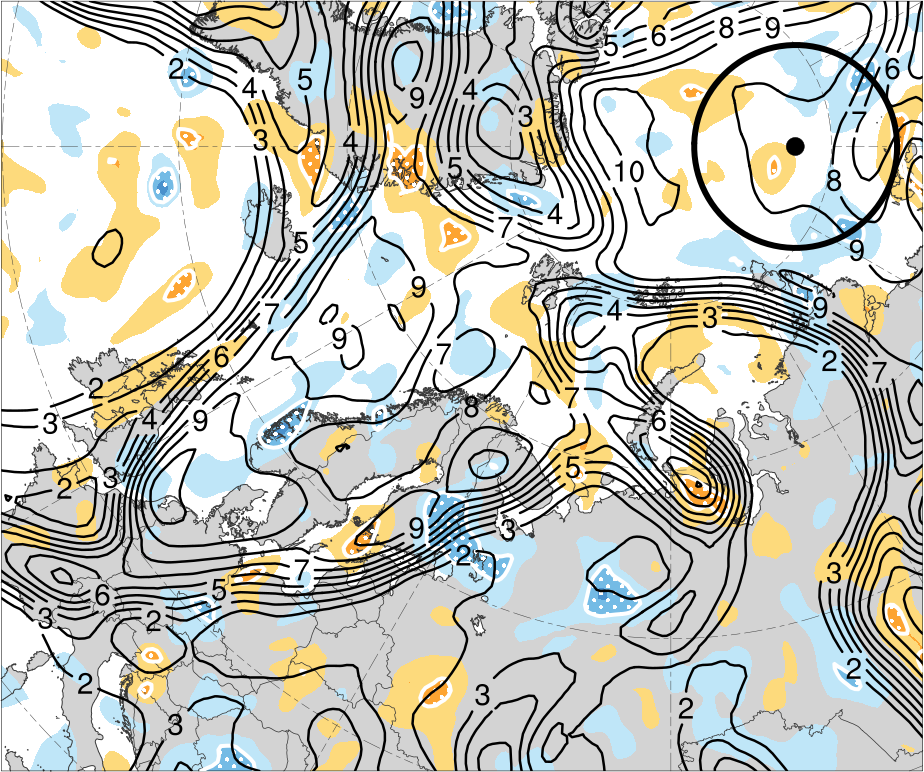 5 6 8 9
2 4 5 9 4 6
3 4 3 7
5 10 8
7 4 9
5
7 9 4 9
9 3
6 7 2 7
2 7
3 4 9 8 6
2 3 5
9 3
2
6 5 7 3
3 2
2 2
3 3 2